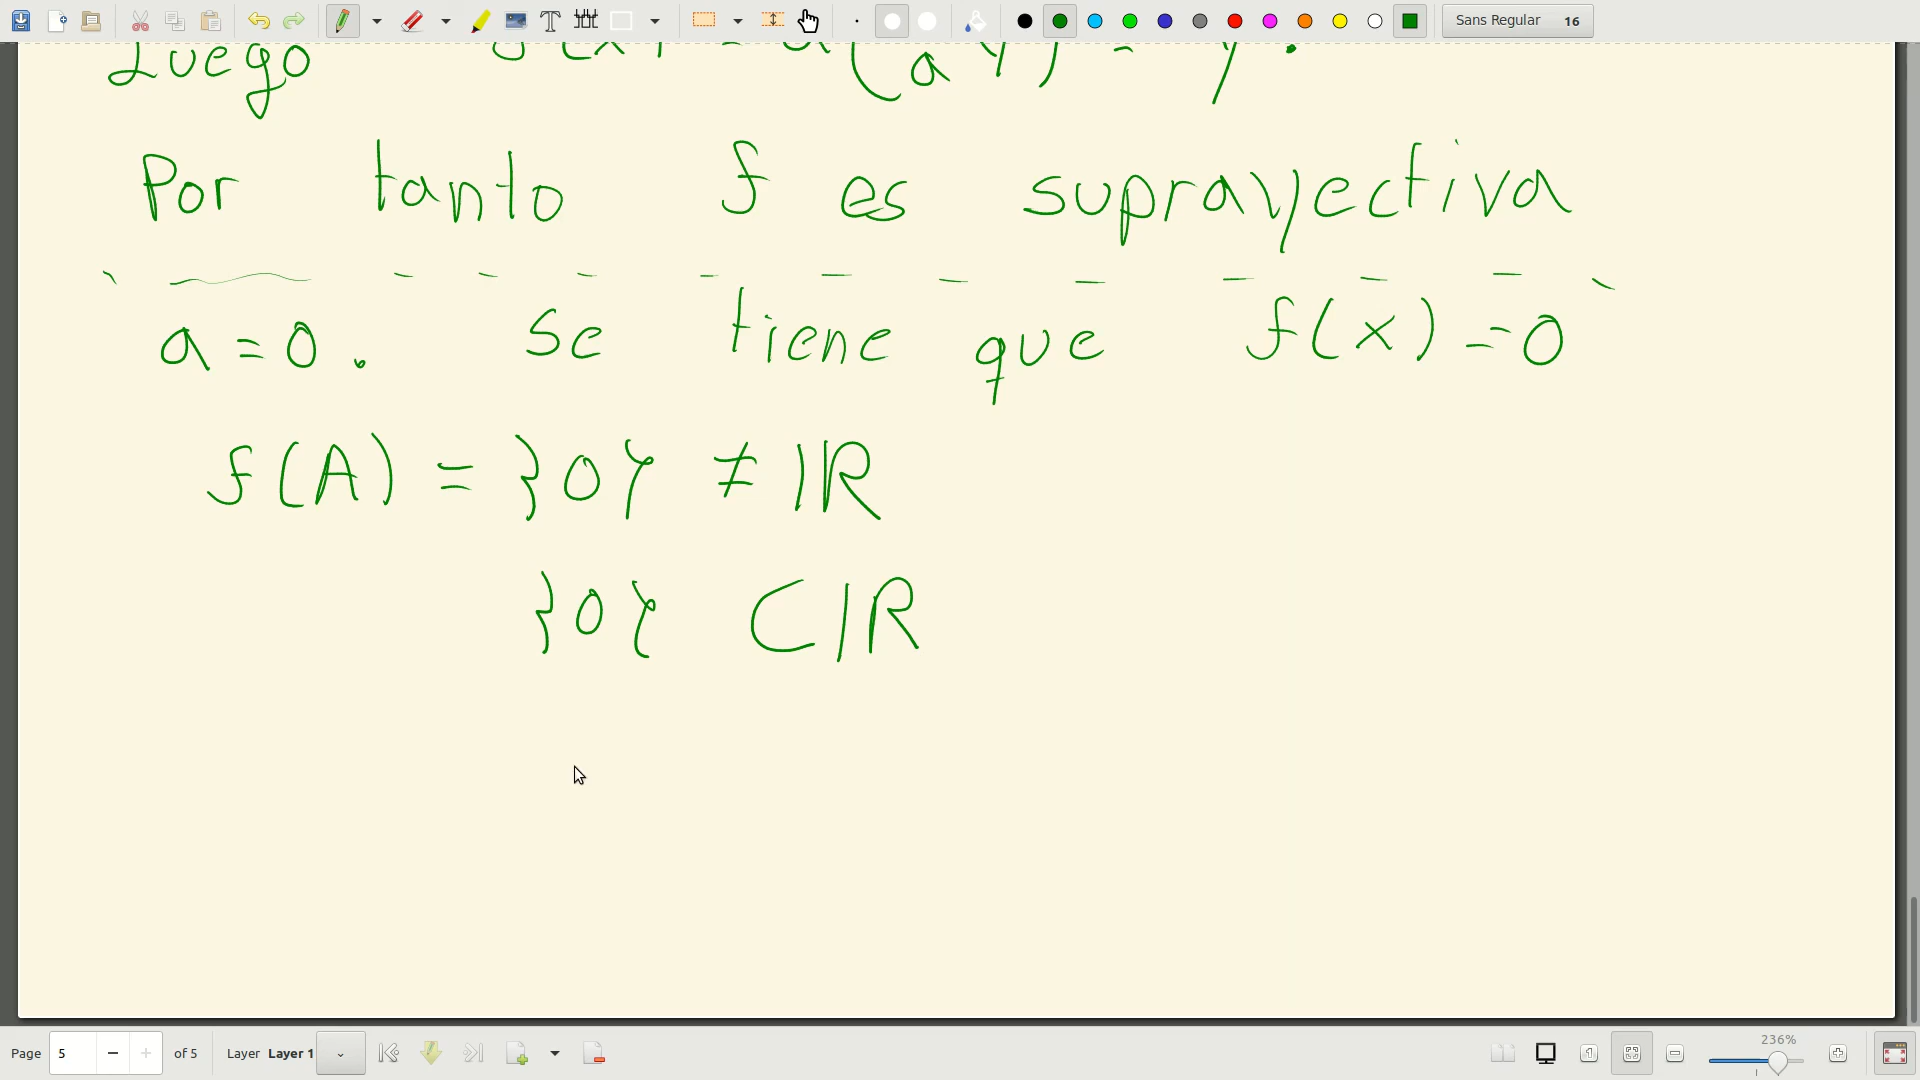 Sans Regular 16
Luego f(x) = a(1/a y) = y.
Por tanto f es suprayectiva
a = 0. Se tiene que f(x) = 0
f(A) = {0} ≠ ℝ
{0} ⊂ ℝ
236%
Page 5 of 5 Layer Layer 1